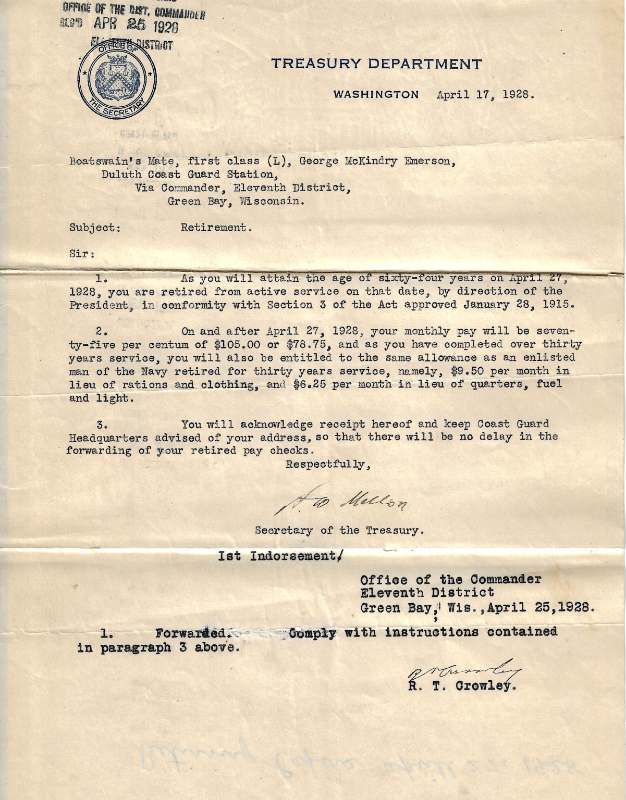 OFFICE OF THE DIST. COMMANDER
REC'D APR 25 1928
DISTRICT
OFFICE OF
THE SECRETARY
TREASURY DEPARTMENT
WASHINGTON April 17, 1928.
Boatswain's Mate, first class (L), George McKindry Emerson,
Duluth Coast Guard Station,
Via Commander, Eleventh District,
Green Bay, Wisconsin.
Subject: Retirement.
Sir:
1. As you will attain the age of sixty-four years on April 27,
1928, you are retired from active service on that date, by direction of the
President, in conformity with Section 3 of the Act approved January 28, 1915.
2. On and after April 27, 1928, your monthly pay will be seven-
ty-five per centum of $105.00 or $78.75, and as you have completed over thirty
years service, you will also be entitled to the same allowance as an enlisted
man of the Navy retired for thirty years service, namely, $9.50 per month in
lieu of rations and clothing, and $6.25 per month in lieu of quarters, fuel
and light.
3. You will acknowledge receipt hereof and keep Coast Guard
Headquarters advised of your address, so that there will be no delay in the
forwarding of your retired pay checks.
Respectfully,
A W Mellon
Secretary of the Treasury.
Ist Indorsement/
Office of the Commander
Eleventh District
Green Bay, Wis.,April 25,1928.
1. Forwarded. Comply with instructions contained
in paragraph 3 above.
R T Crowley
R. T. Crowley.